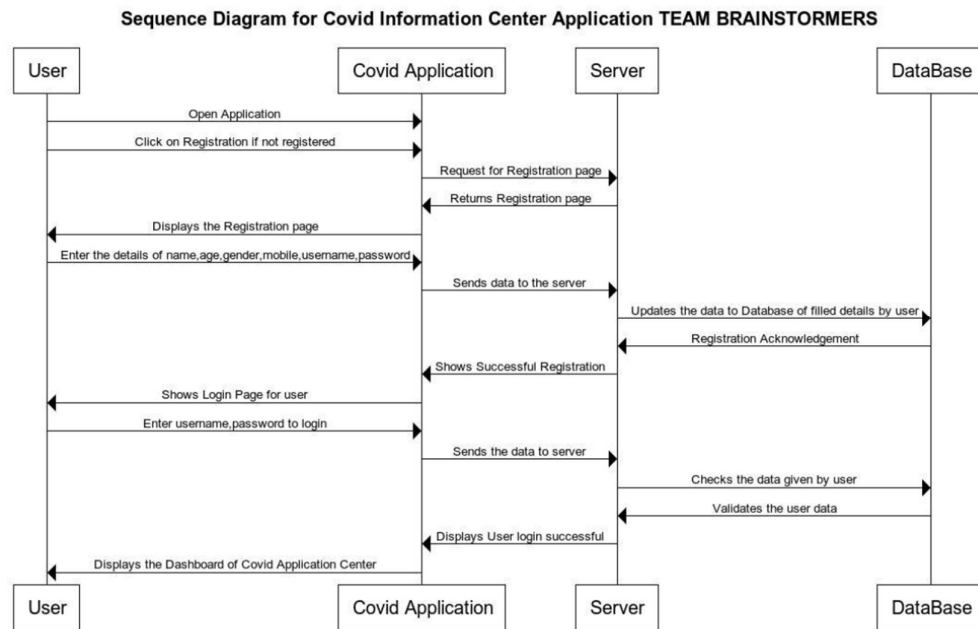 Sequence Diagram for Covid Information Center Application TEAM BRAINSTORMERS
User
Covid Application
Server
DataBase
Open Application
Click on Registration if not registered
Request for Registration page
Returns Registration page
Displays the Registration page
Enter the details of name,age,gender,mobile,username,password
Sends data to the server
Updates the data to Database of filled details by user
Registration Acknowledgement
Shows Successful Registration
Shows Login Page for user
Enter username,password to login
Sends the data to server
Checks the data given by user
Validates the user data
Displays User login successful
Displays the Dashboard of Covid Application Center
User
Covid Application
Server
DataBase